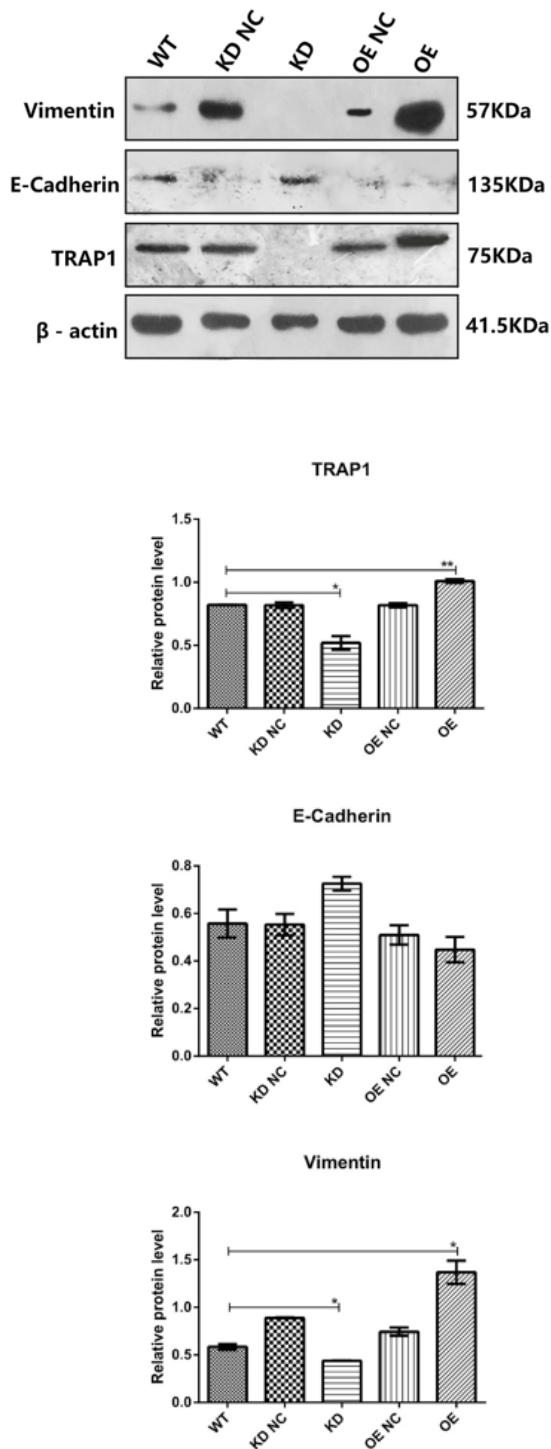 WT KD NC KD OE NC OE
Vimentin 57KDa
E-Cadherin 135KDa
TRAP1 75KDa
β - actin 41.5KDa
TRAP1
Relative protein level
1.5
1.0
0.5
0.0
* **
WT KD NC KD OE NC OE
E-Cadherin
Relative protein level
0.8
0.6
0.4
0.2
0.0
WT KD NC KD OE NC OE
Vimentin
Relative protein level
2.0
1.5
1.0
0.5
0.0
* *
WT KD NC KD OE NC OE